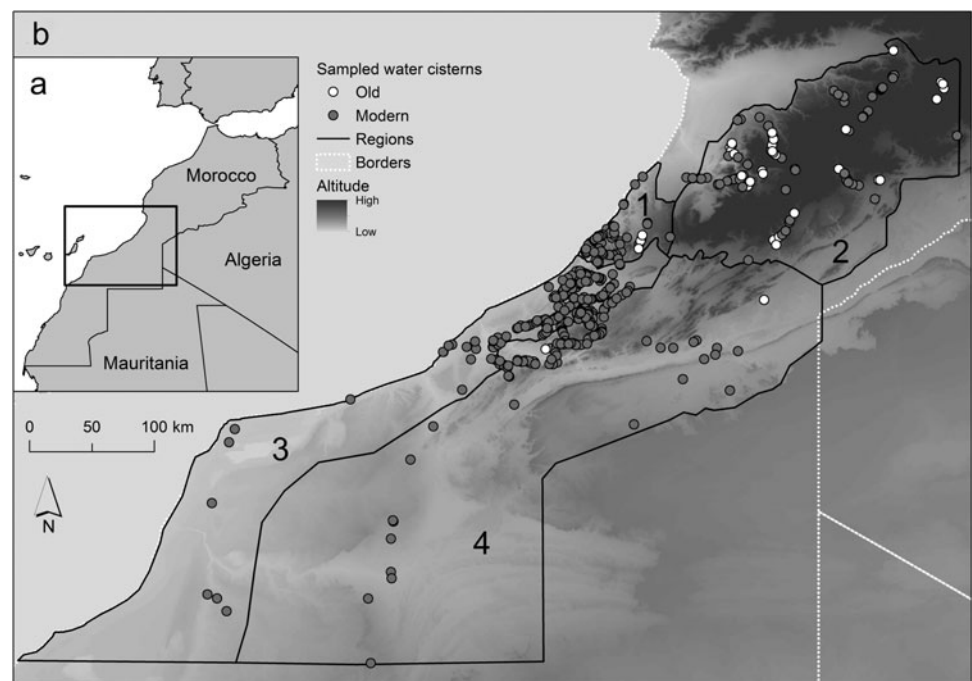 b
a
Morocco
Algeria
Mauritania
Sampled water cisterns
Old
Modern
Regions
Borders
Altitude
High
Low
1
2
3
4
0 50 100 km
N